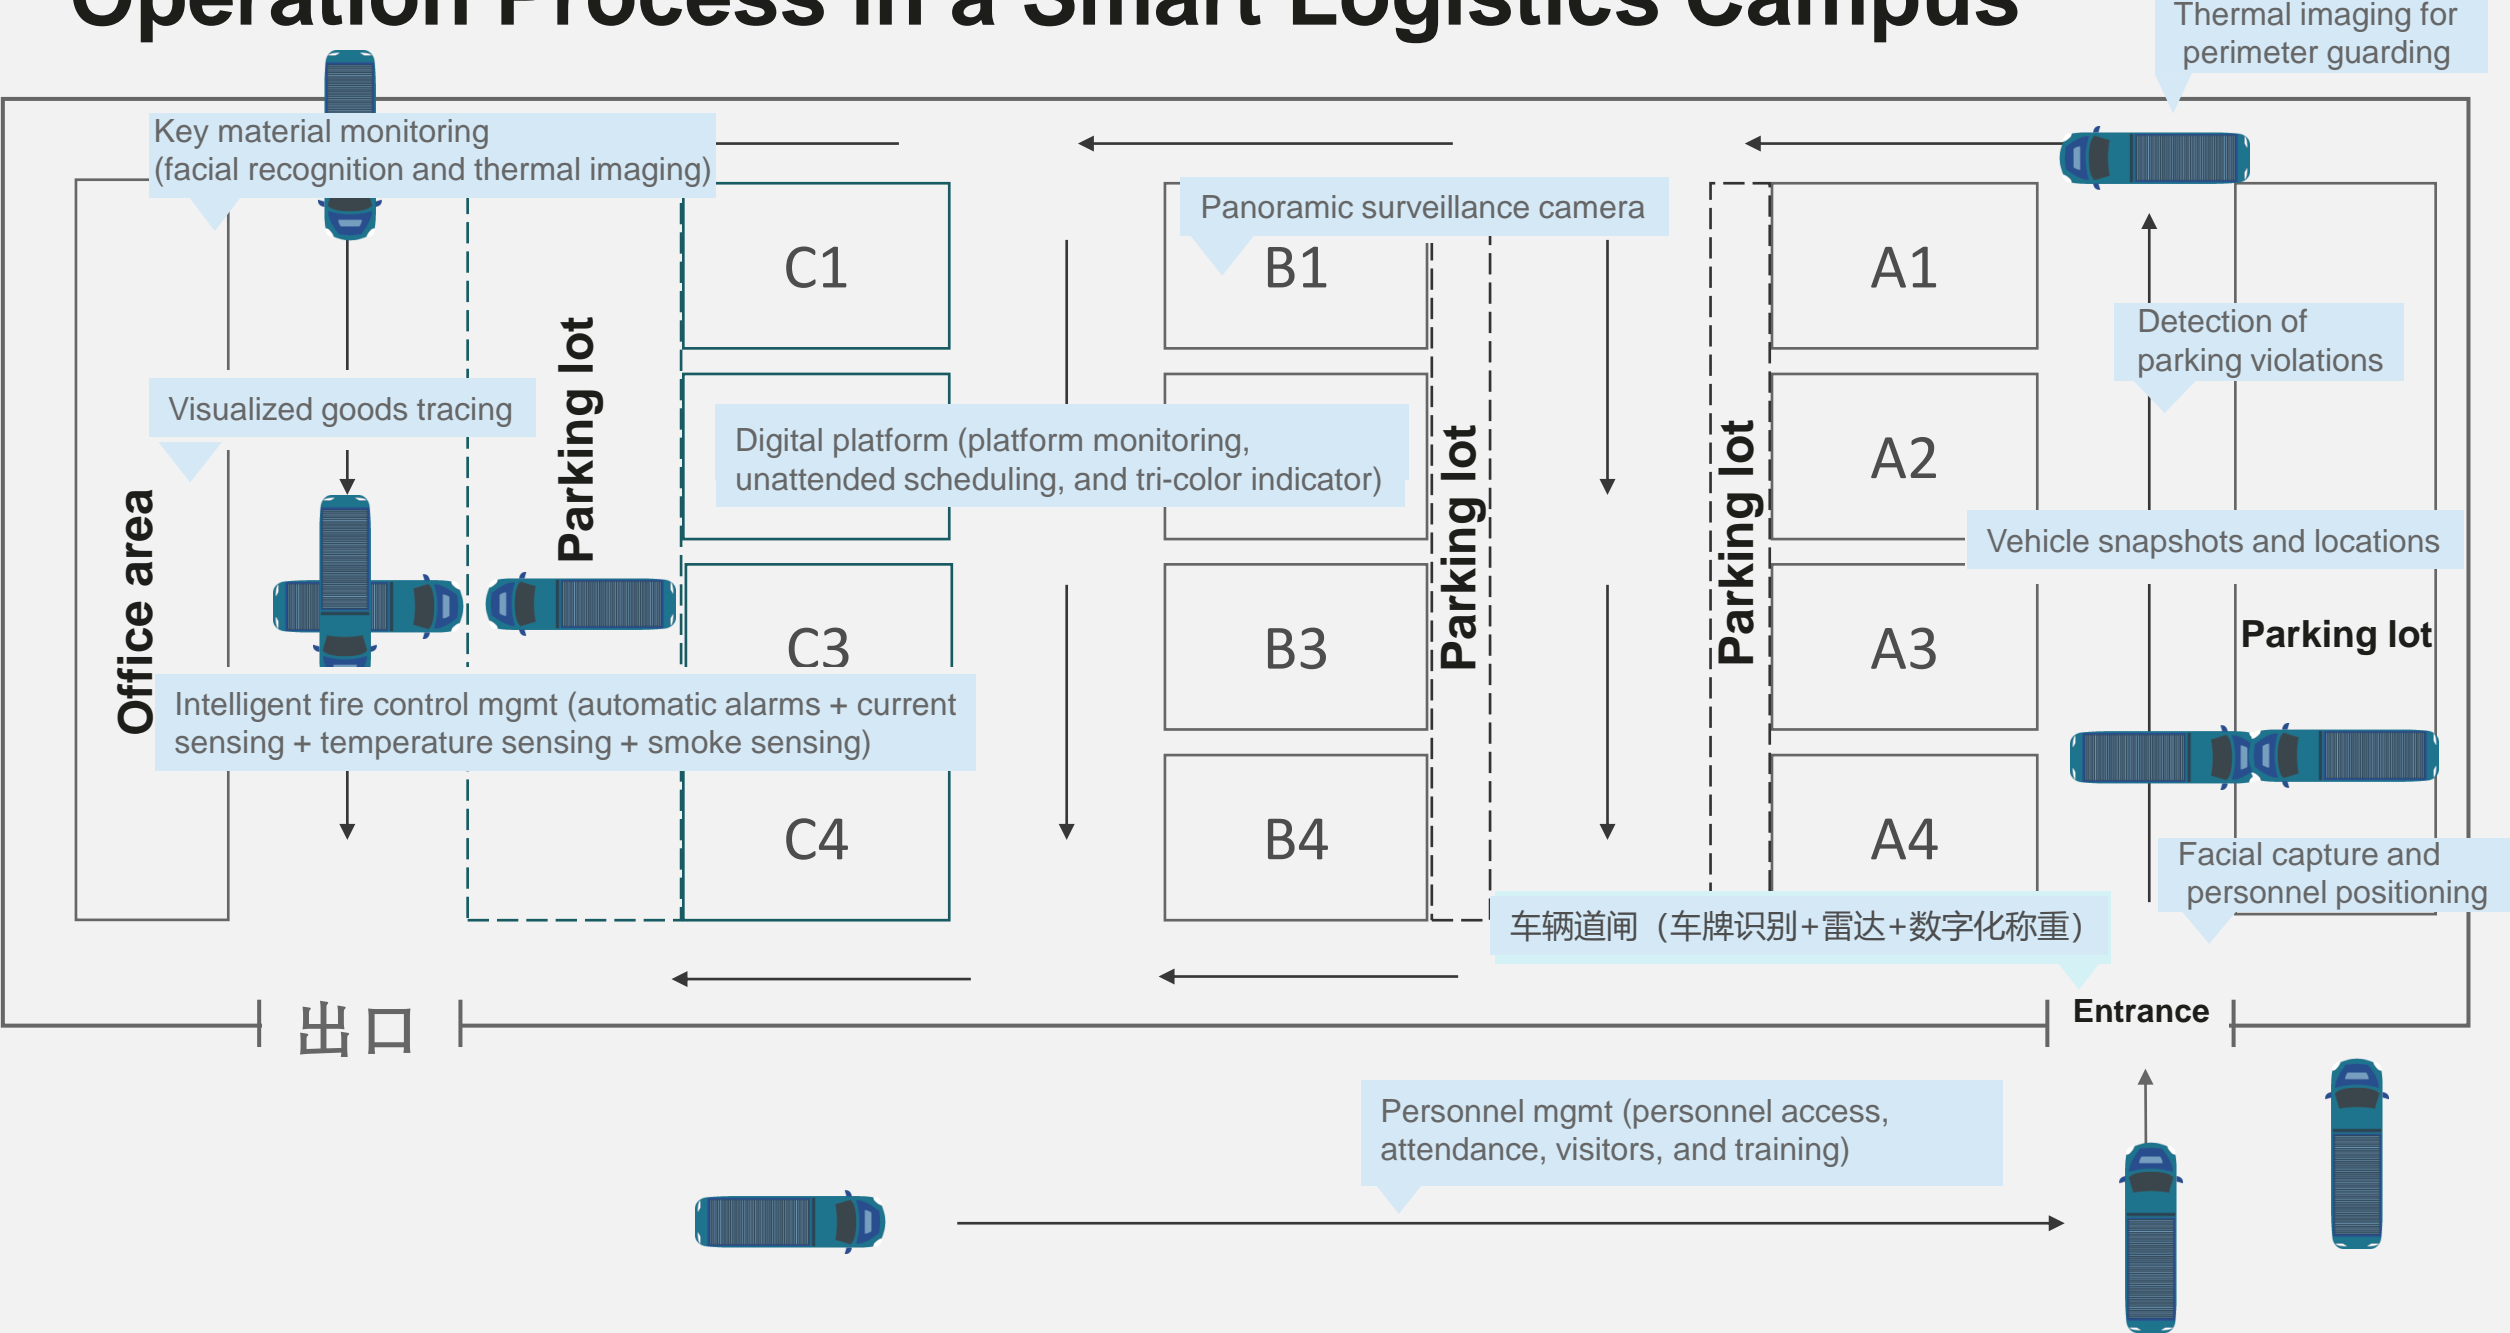 Operation Process in a Smart Logistics Campus
Thermal imaging for
perimeter guarding
Key material monitoring
(facial recognition and thermal imaging)
Panoramic surveillance camera
C1
B1
A1
Detection of
parking violations
Visualized goods tracing
Parking lot
Digital platform (platform monitoring,
unattended scheduling, and tri-color indicator)
Parking lot
Parking lot
A2
Office area
Vehicle snapshots and locations
C3
B3
A3
Parking lot
Intelligent fire control mgmt (automatic alarms + current
sensing + temperature sensing + smoke sensing)
C4
B4
A4
Facial capture and
personnel positioning
车辆道闸（车牌识别+雷达+数字化称重）
出口
Entrance
Personnel mgmt (personnel access,
attendance, visitors, and training)